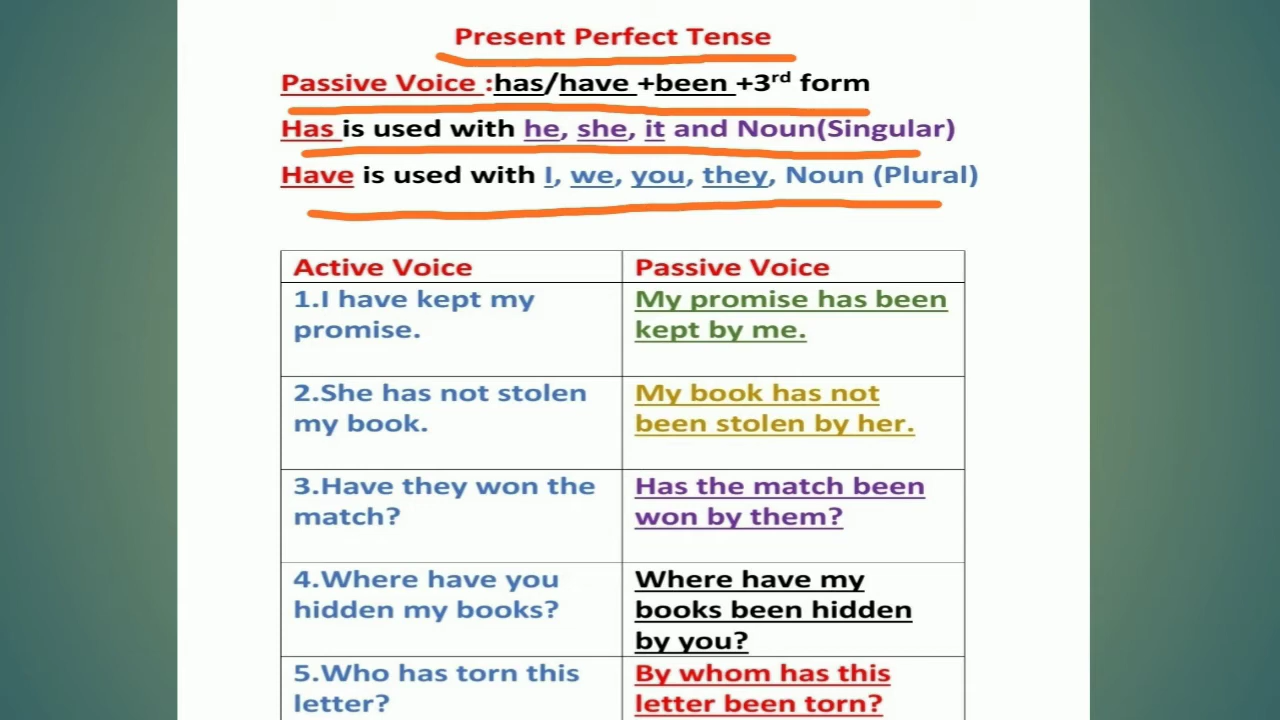 Present Perfect Tense
Passive Voice :has/have +been +3rd form
Has is used with he, she, it and Noun(Singular)
Have is used with I, we, you, they, Noun (Plural)
Active Voice
Passive Voice
1.I have kept my
promise.
My promise has been
kept by me.
2.She has not stolen
my book.
My book has not
been stolen by her.
3.Have they won the
match?
Has the match been
won by them?
4.Where have you
hidden my books?
Where have my
books been hidden
by you?
5.Who has torn this
letter?
By whom has this
letter been torn?